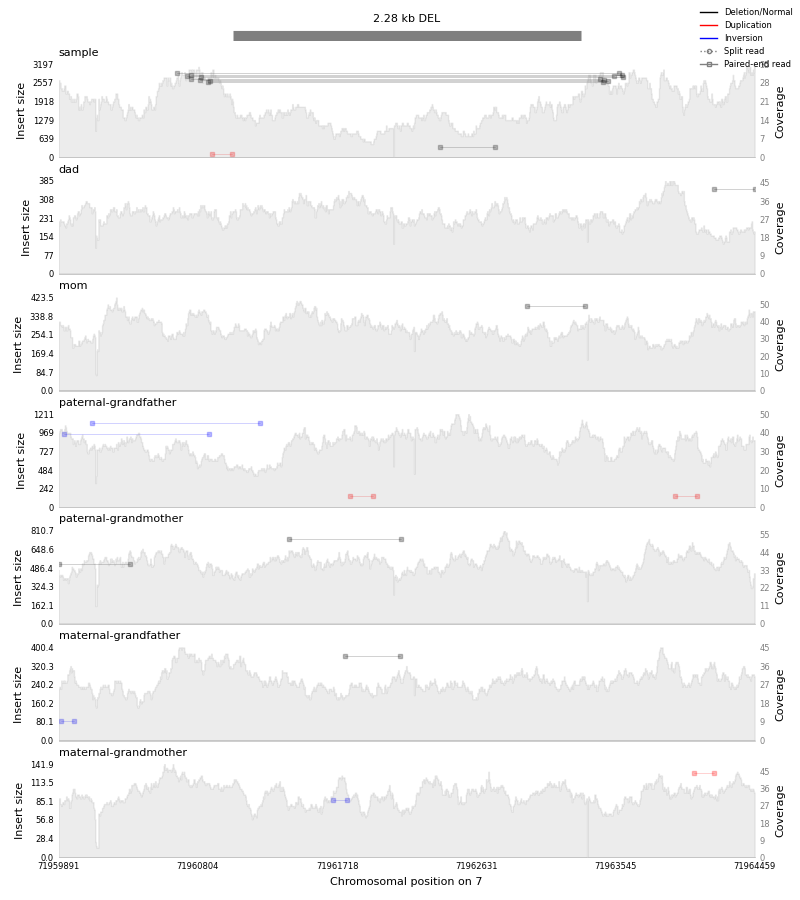 2.28 kb DEL
Deletion/Normal
Duplication
Inversion
Split read
Paired-end read
sample
3197
2557
1918
1279
639
0
Insert size
28
21
14
7
0
Coverage
dad
385
308
231
154
77
0
Insert size
45
36
27
18
9
0
Coverage
mom
423.5
338.8
254.1
169.4
84.7
0.0
Insert size
50
40
30
20
10
0
Coverage
paternal-grandfather
1211
969
727
484
242
0
Insert size
50
40
30
20
10
0
Coverage
paternal-grandmother
810.7
648.6
486.4
324.3
162.1
0.0
Insert size
55
44
33
22
11
0
Coverage
maternal-grandfather
400.4
320.3
240.2
160.2
80.1
0.0
Insert size
45
36
27
18
9
0
Coverage
maternal-grandmother
141.9
113.5
85.1
56.8
28.4
0.0
Insert size
45
36
27
18
9
0
Coverage
71959891 71960804 71961718 71962631 71963545 71964459
Chromosomal position on 7